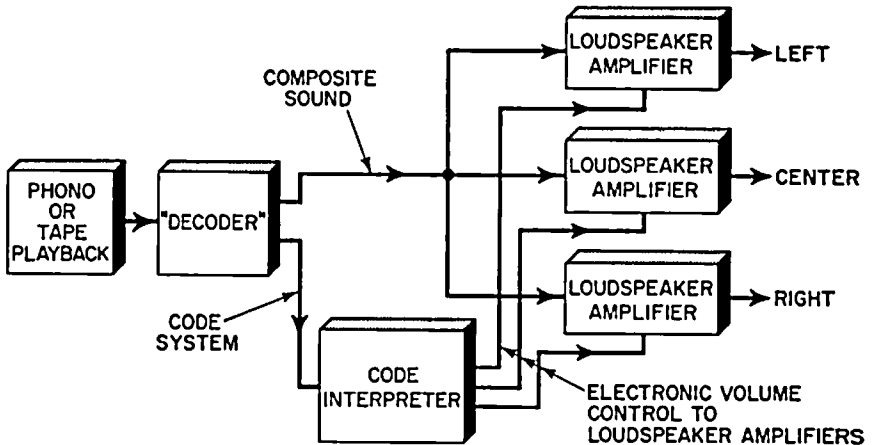 LOUDSPEAKER
AMPLIFIER
LEFT
COMPOSITE
SOUND
LOUDSPEAKER
AMPLIFIER
CENTER
PHONO
OR
TAPE
PLAYBACK
"DECODER"
LOUDSPEAKER
AMPLIFIER
RIGHT
CODE
SYSTEM
CODE
INTERPRETER
ELECTRONIC VOLUME
CONTROL TO
LOUDSPEAKER AMPLIFIERS